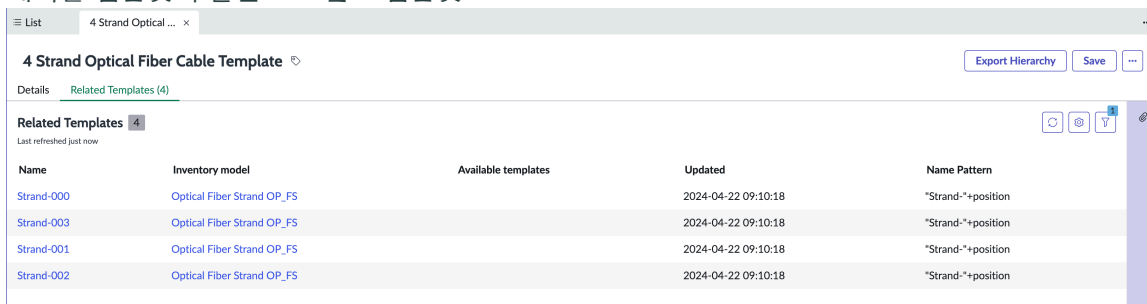 List
4 Strand Optical ... ×
4 Strand Optical Fiber Cable Template
Export Hierarchy
Save
Details
Related Templates (4)
Related Templates 4
1
Last refreshed just now
Name Inventory model Available templates Updated Name Pattern
Strand-000 Optical Fiber Strand OP_FS 2024-04-22 09:10:18 "Strand-"+position
Strand-003 Optical Fiber Strand OP_FS 2024-04-22 09:10:18 "Strand-"+position
Strand-001 Optical Fiber Strand OP_FS 2024-04-22 09:10:18 "Strand-"+position
Strand-002 Optical Fiber Strand OP_FS 2024-04-22 09:10:18 "Strand-"+position